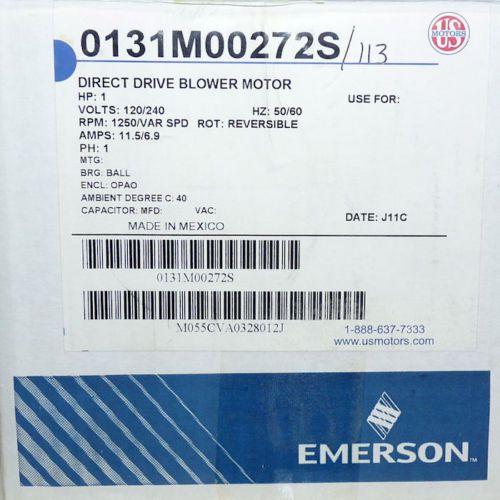 0131M00272S/113
US
MOTORS
DIRECT DRIVE BLOWER MOTOR
HP: 1 USE FOR:
VOLTS: 120/240 HZ: 50/60
RPM: 1250/VAR SPD ROT: REVERSIBLE
AMPS: 11.5/6.9
PH: 1
MTG:
BRG: BALL
ENCL: OPAO
AMBIENT DEGREE C: 40
CAPACITOR: MFD: VAC: DATE: J11C
MADE IN MEXICO
0131M00272S
M055CVA0328012J
1-888-637-7333
www.usmotors.com
EMERSON™